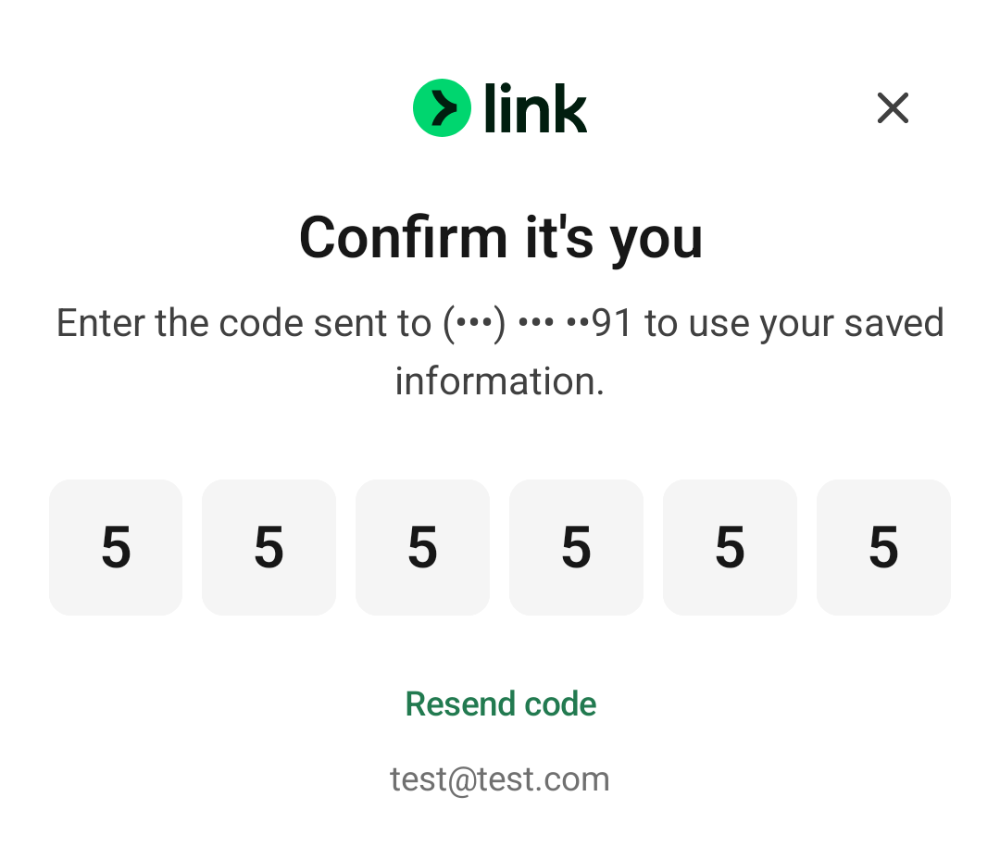 link
Confirm it's you
Enter the code sent to (•••) ••• ••91 to use your saved
information.
5 5 5 5 5 5
Resend code
test@test.com